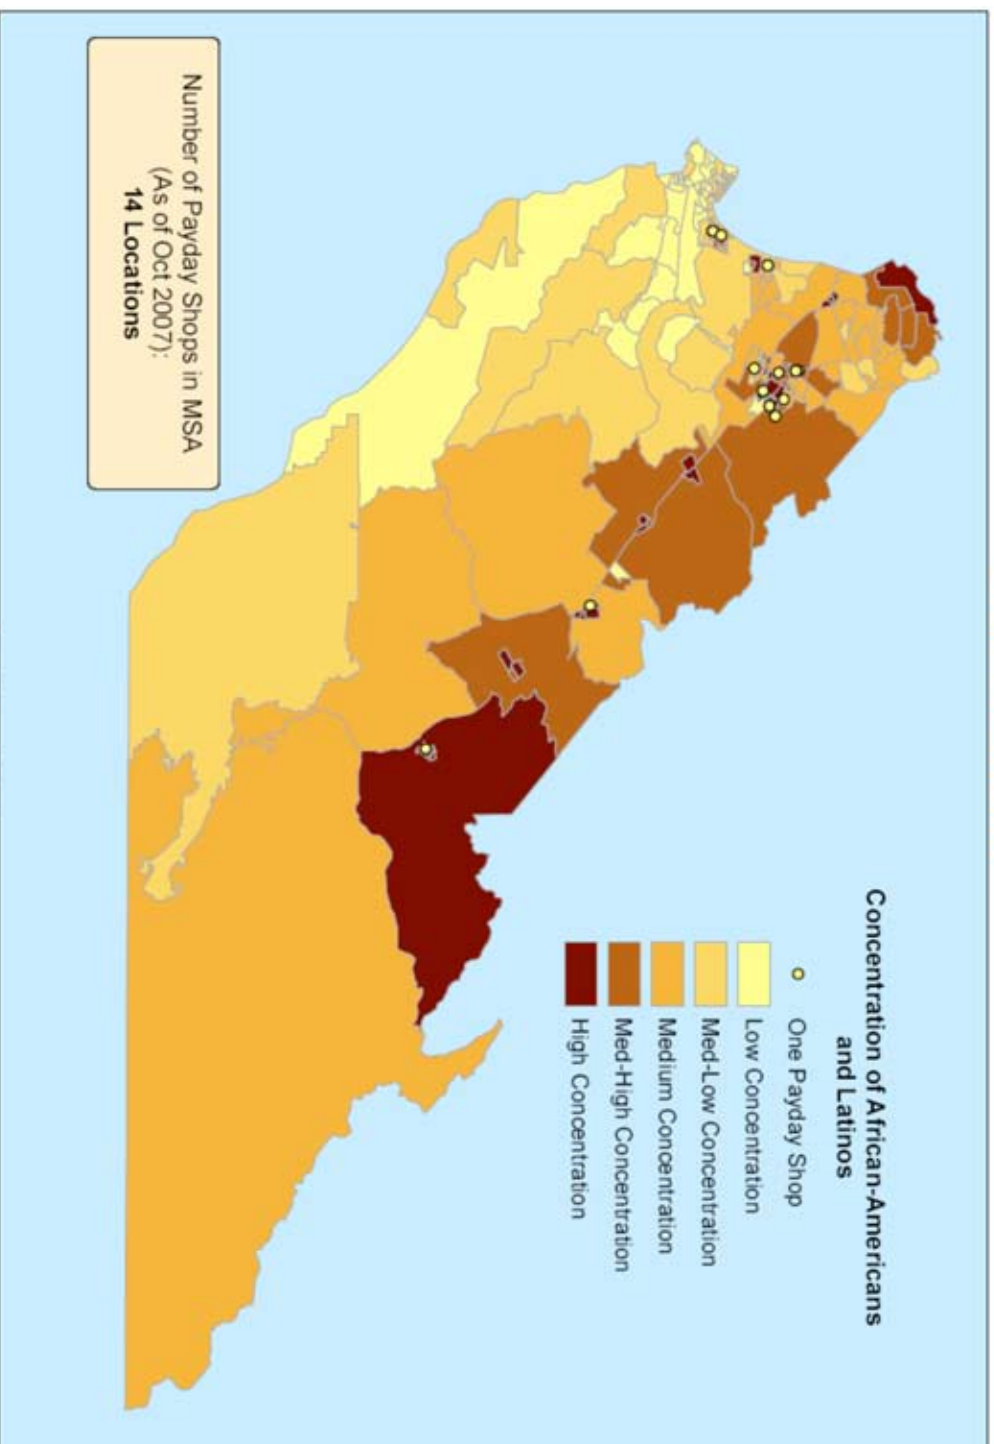 Concentration of African-Americans
and Latinos
One Payday Shop
Low Concentration
Med-Low Concentration
Medium Concentration
Med-High Concentration
High Concentration
Number of Payday Shops in MSA
(As of Oct 2007):
14 Locations